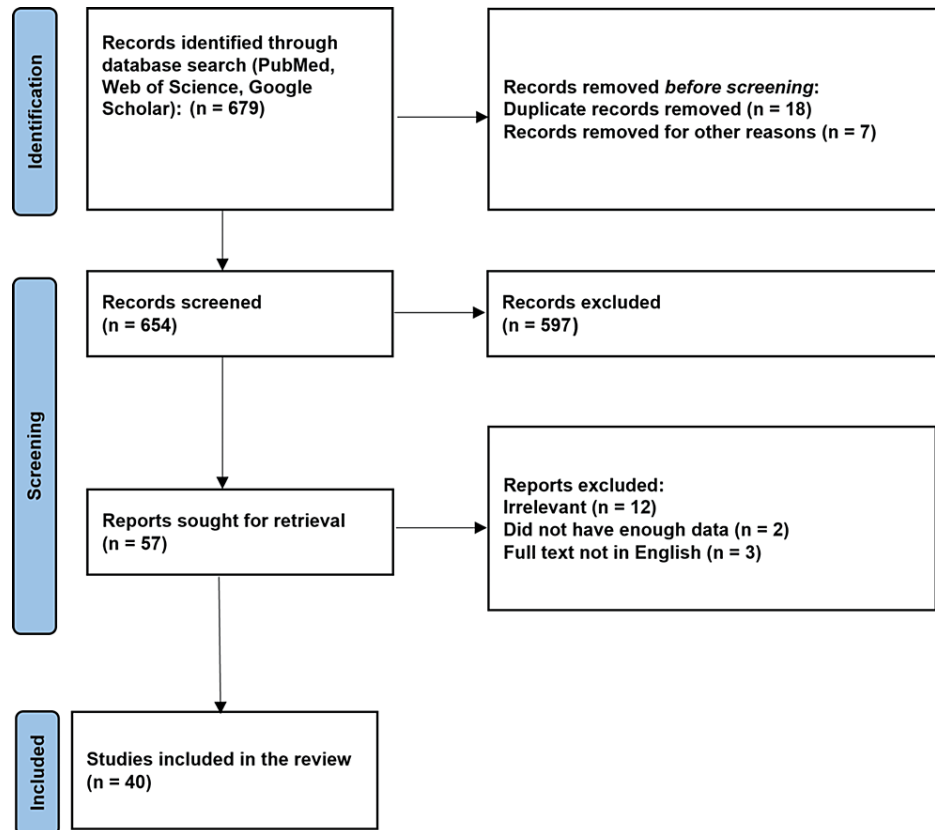 Identification
Records identified through
database search (PubMed,
Web of Science, Google
Scholar): (n = 679)
Records removed before screening:
Duplicate records removed (n = 18)
Records removed for other reasons (n = 7)
Screening
Records screened
(n = 654)
Records excluded
(n = 597)
Reports sought for retrieval
(n = 57)
Reports excluded:
Irrelevant (n = 12)
Did not have enough data (n = 2)
Full text not in English (n = 3)
Included
Studies included in the review
(n = 40)